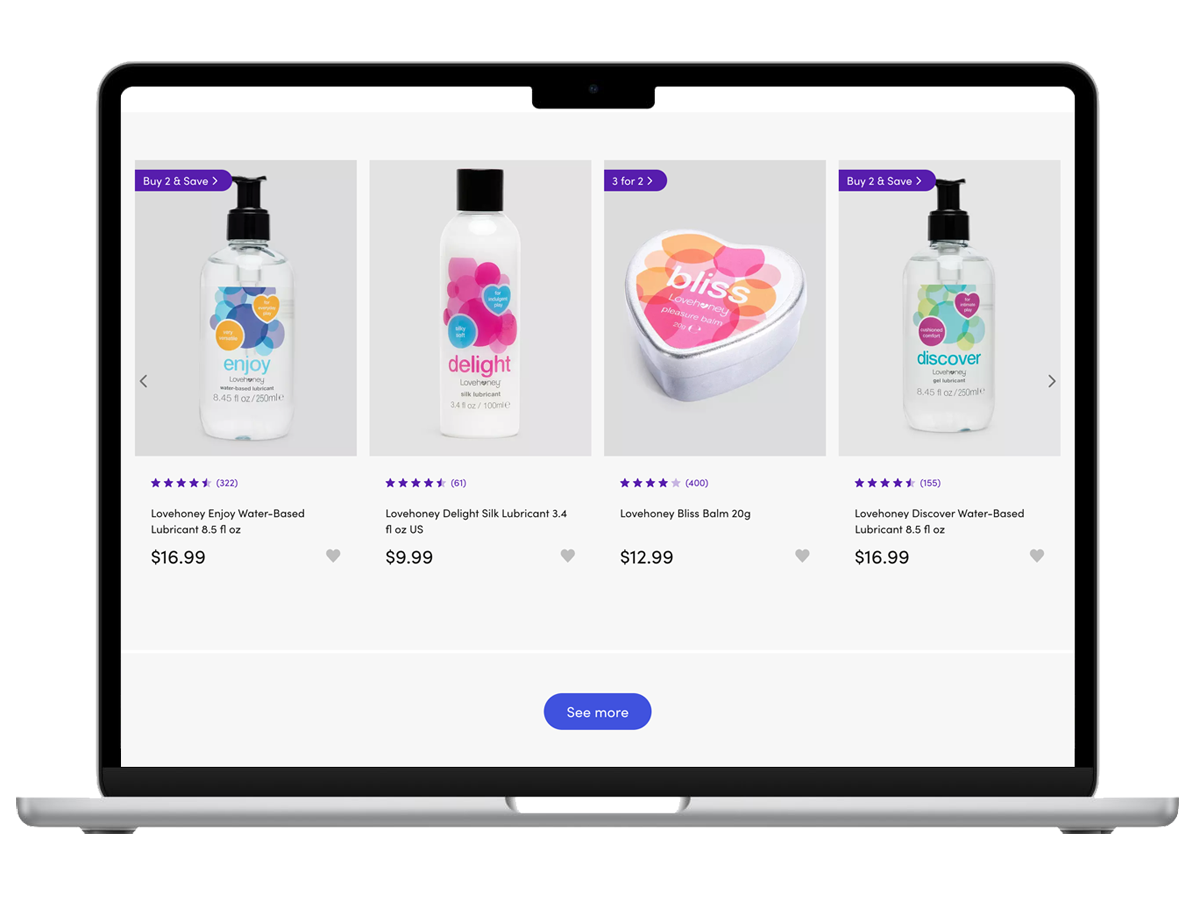 Buy 2 & Save
for everyday play
very versatile
enjoy
Lovehoney
water-based lubricant
8.45 fl oz/250ml℮
(322)
Lovehoney Enjoy Water-Based
Lubricant 8.5 fl oz
$16.99
for indulgent play
silky soft
delight
Lovehoney
silk lubricant
3.4 fl oz / 100ml℮
(61)
Lovehoney Delight Silk Lubricant 3.4
fl oz US
$9.99
3 for 2
bliss
Lovehoney
pleasure balm
20g ℮
(400)
Lovehoney Bliss Balm 20g
$12.99
Buy 2 & Save
for intimate play
cushioned comfort
discover
Lovehoney
gel lubricant
8.45 fl oz/250ml℮
(155)
Lovehoney Discover Water-Based
Lubricant 8.5 fl oz
$16.99
See more